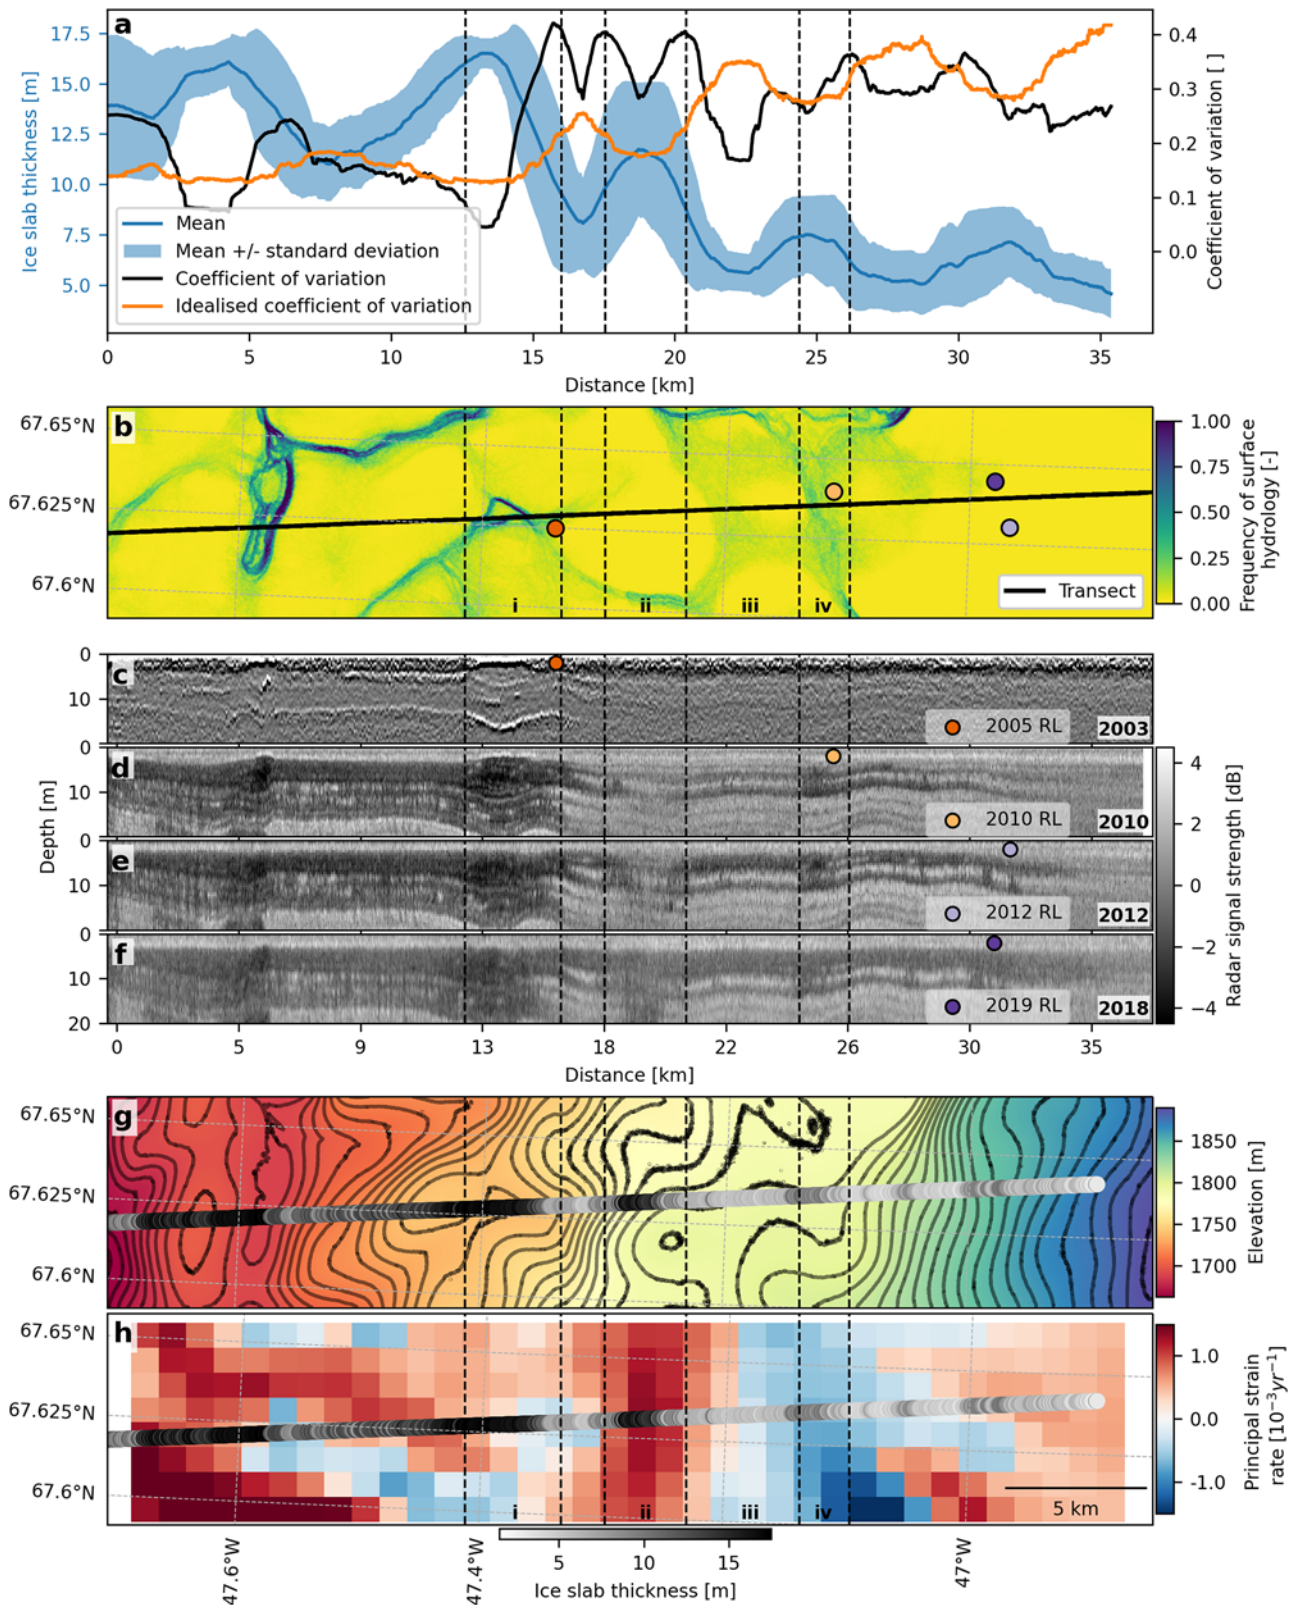 a
17.5
15.0
12.5
10.0
7.5
5.0
Ice slab thickness [m]
0.4
0.3
0.2
0.1
0.0
Coefficient of variation [ ]
Mean
Mean +/- standard deviation
Coefficient of variation
Idealised coefficient of variation
0 5 10 15 20 25 30 35
Distance [km]
b
67.65°N
67.625°N
67.6°N
i ii iii iv
Transect
1.00
0.75
0.50
0.25
0.00
Frequency of surface
hydrology [-]
c
0
10
2005 RL
2003
d
0
10
2010 RL
2010
e
0
10
2012 RL
2012
f
0
10
20
2019 RL
2018
Depth [m]
4
2
0
−2
−4
Radar signal strength [dB]
0 5 9 13 18 22 26 30 35
Distance [km]
g
67.65°N
67.625°N
67.6°N
1850
1800
1750
1700
Elevation [m]
h
67.65°N
67.625°N
67.6°N
i ii iii iv
5 km
1.0
0.0
-1.0
Principal strain
rate [10⁻³yr⁻¹]
47.6°W
47.4°W
47°W
5 10 15
Ice slab thickness [m]